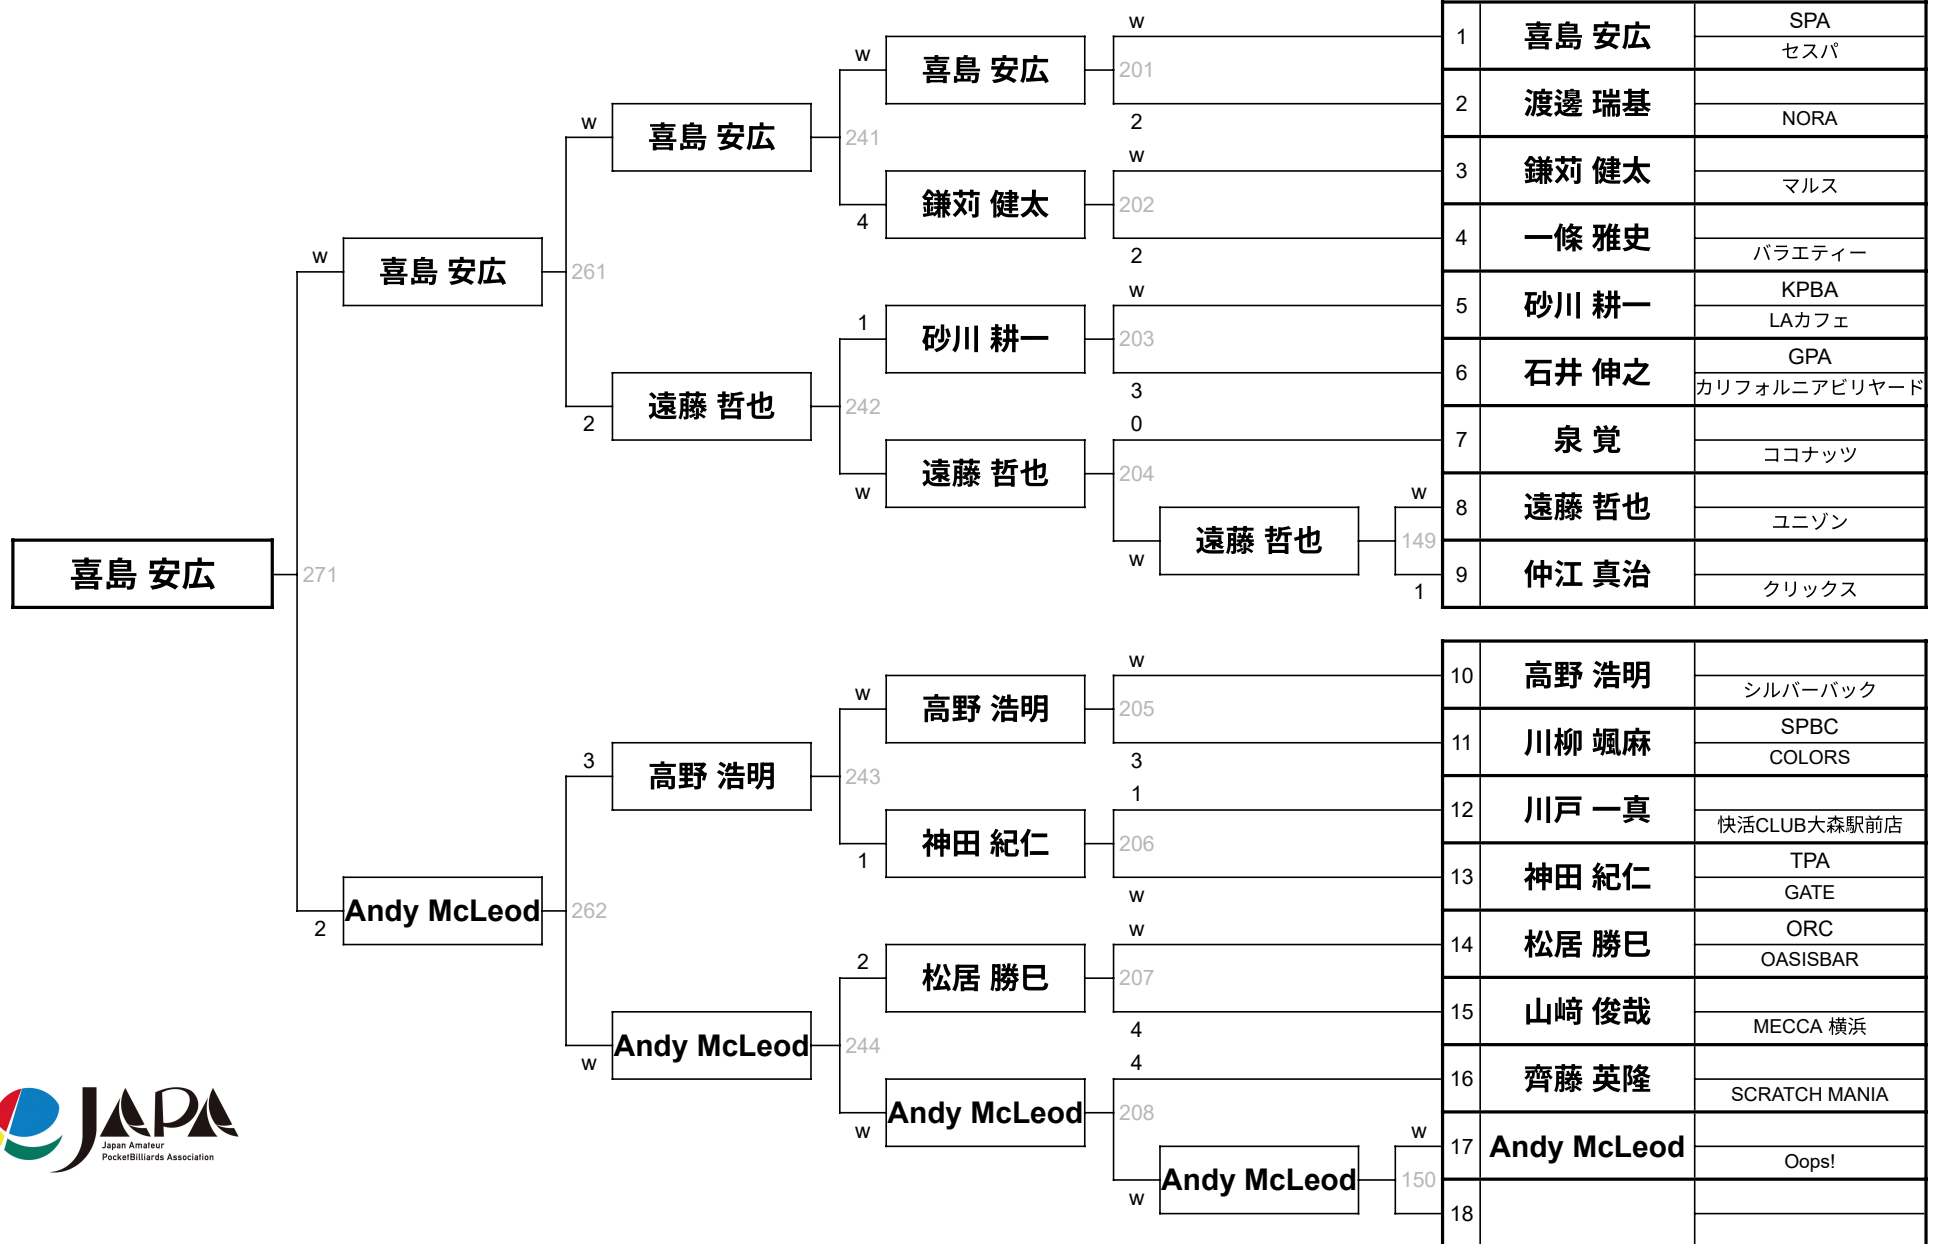 喜島 安広
271
w
喜島 安広
2
Andy McLeod
261
w
喜島 安広
2
遠藤 哲也
262
3
高野 浩明
w
Andy McLeod
241
w
喜島 安広
4
鎌苅 健太
242
1
砂川 耕一
w
遠藤 哲也
243
w
高野 浩明
1
神田 紀仁
244
2
松居 勝巳
w
Andy McLeod
w
201
2
w
202
2
w
203
3
0
204
w
遠藤 哲也
w
149
1
w
205
3
1
206
w
w
207
4
4
208
w
Andy McLeod
w
150
1 喜島 安広 SPA
セスパ
2 渡邊 瑞基
NORA
3 鎌苅 健太
マルス
4 一條 雅史
バラエティー
5 砂川 耕一 KPBA
LAカフェ
6 石井 伸之 GPA
カリフォルニアビリヤード
7 泉 覚
ココナッツ
8 遠藤 哲也
ユニゾン
9 仲江 真治
クリックス
10 高野 浩明
シルバーバック
11 川柳 颯麻 SPBC
COLORS
12 川戸 一真
快活CLUB大森駅前店
13 神田 紀仁 TPA
GATE
14 松居 勝巳 ORC
OASISBAR
15 山﨑 俊哉
MECCA 横浜
16 齊藤 英隆
SCRATCH MANIA
17 Andy McLeod
Oops!
18
JAPA
Japan Amateur
PocketBilliards Association